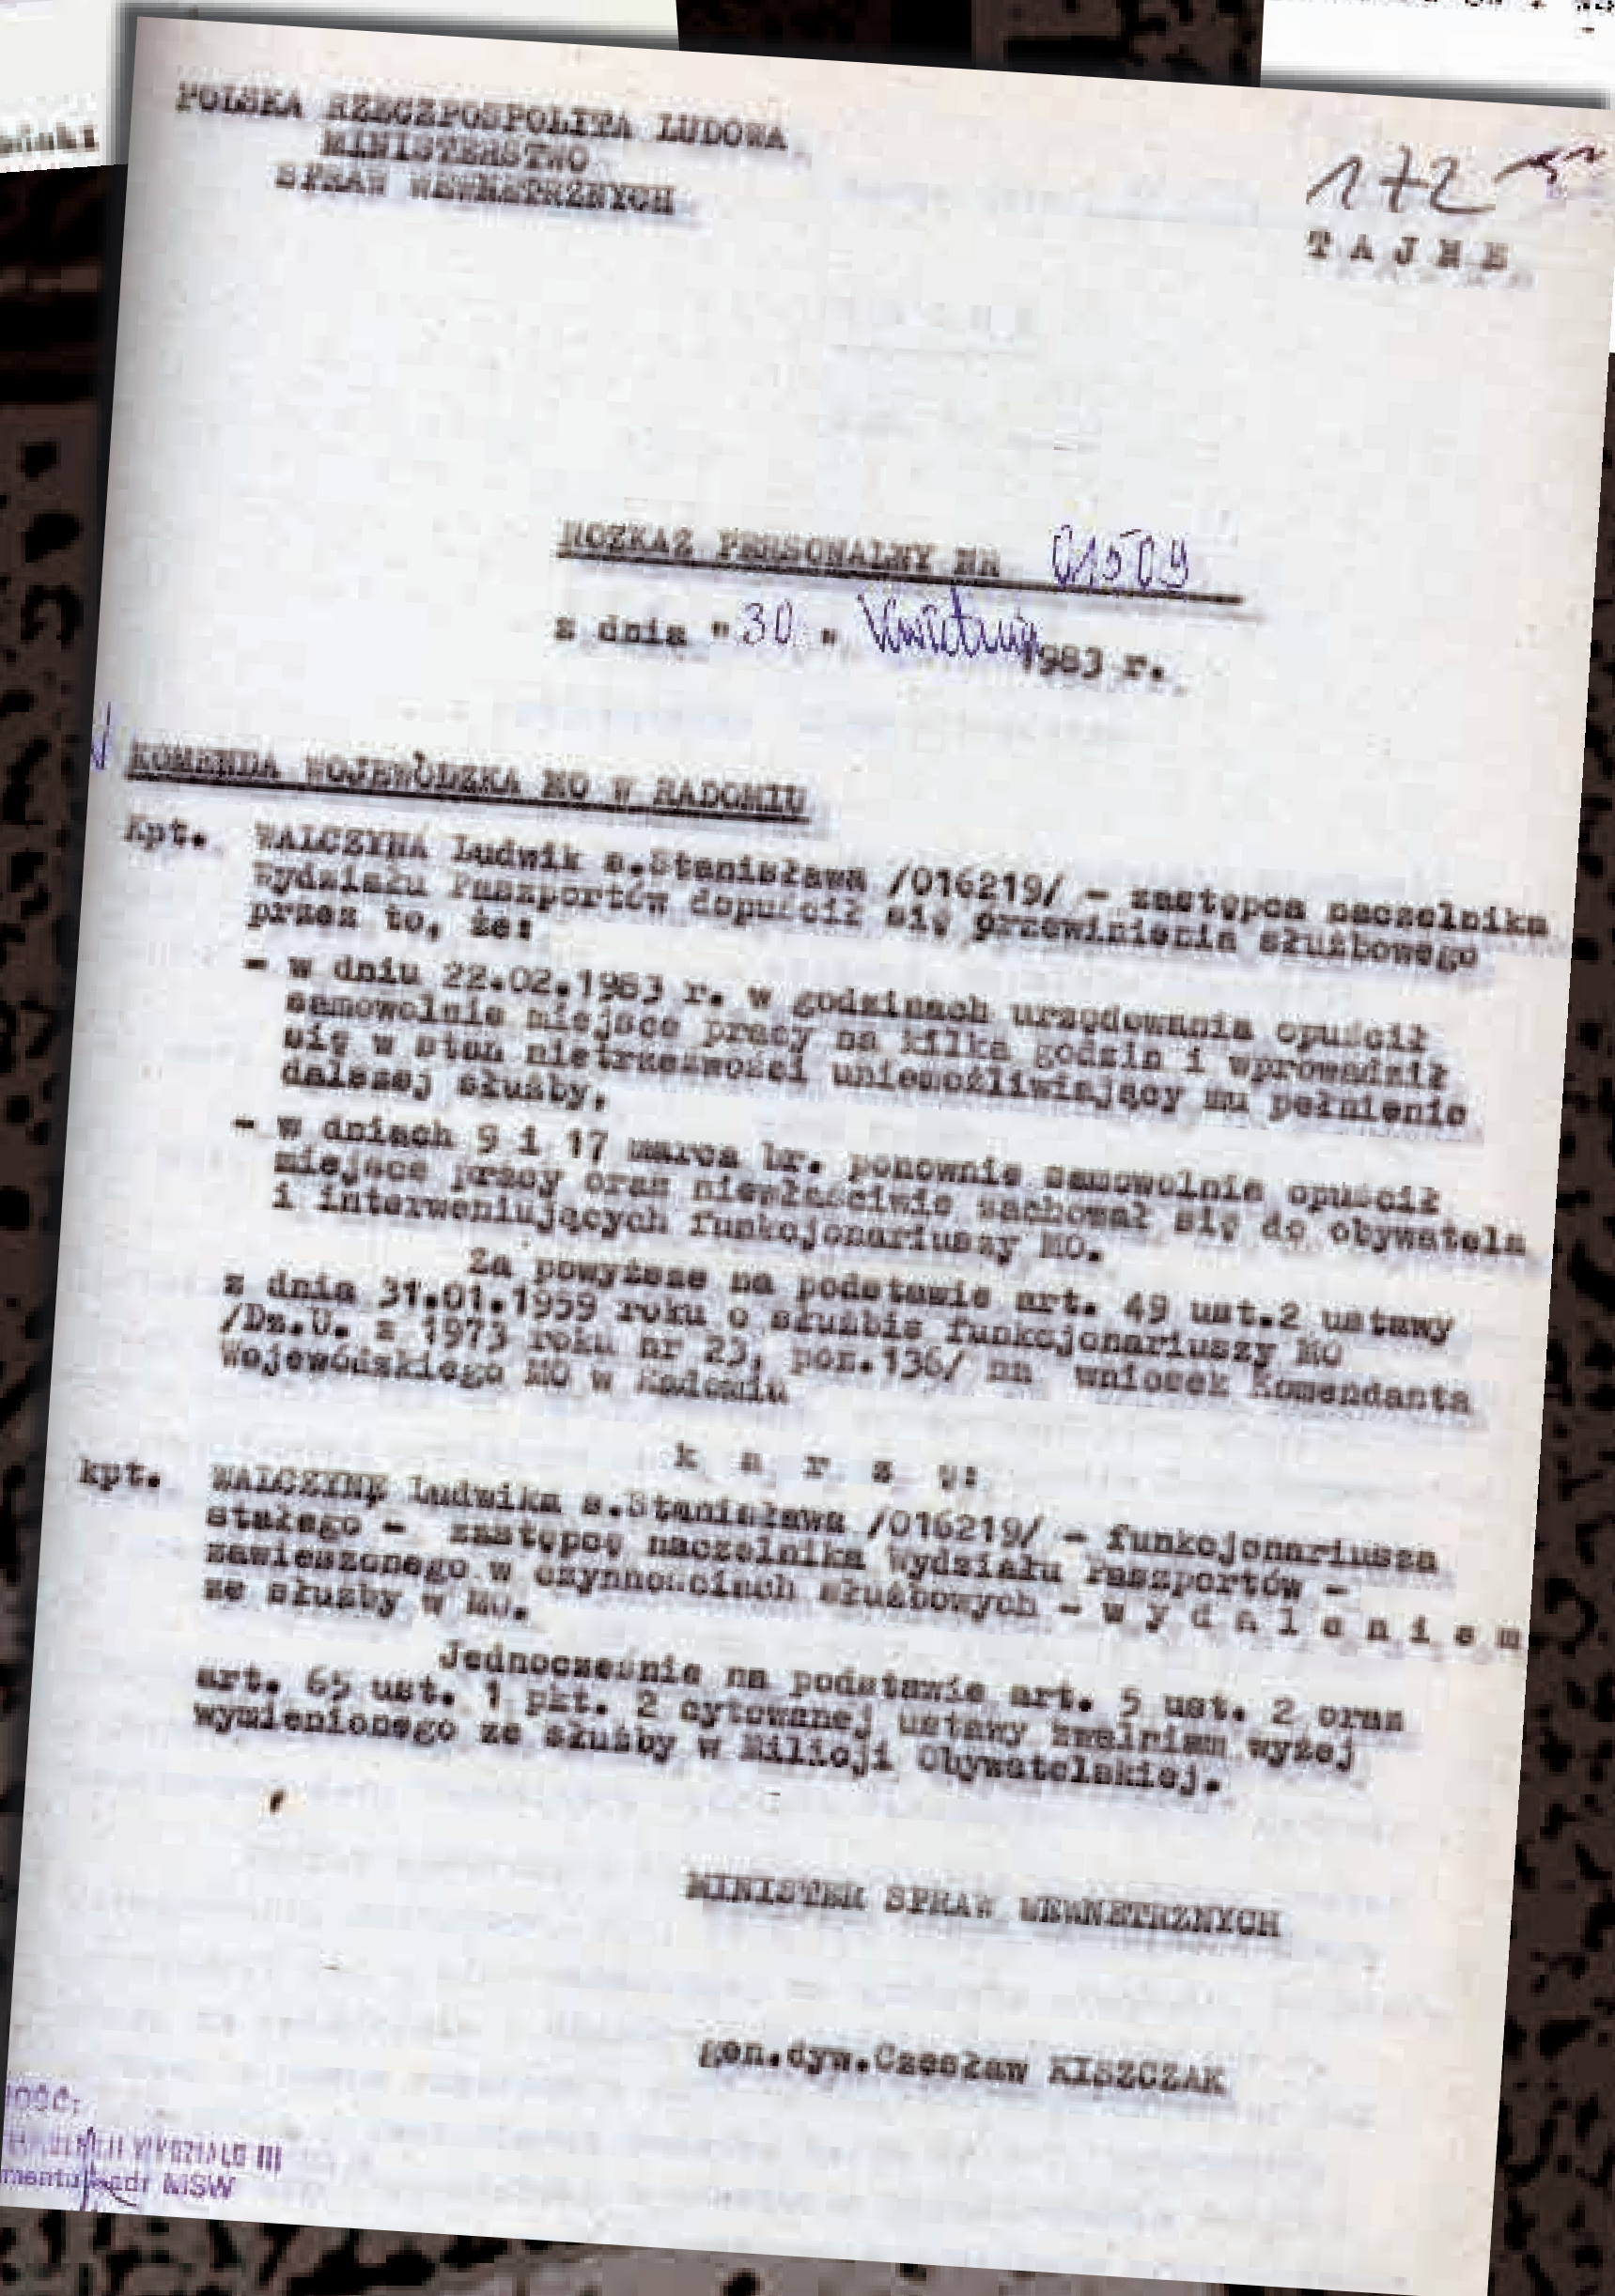 POLSKA RZECZPOSPOLITA LUDOWA
MINISTERSTWO
SPRAW WEWNĘTRZNYCH
172
T A J N E
ROZKAZ PERSONALNY NR 01509
z dnia "30" kwietnia 1983 r.
KOMENDA WOJEWÓDZKA MO W RADOMIU
Kpt. WALCZYNA Ludwik s.Stanisława /016219/ - zastępca naczelnika
Wydziału Paszportów dopuścił się przewinienia służbowego
przez to, że:
- w dniu 22.02.1983 r. w godzinach urzędowania opuścił
samowolnie miejsce pracy na kilka godzin i wprowadził
się w stan nietrzeźwości uniemożliwiający mu pełnienie
dalszej służby,
- w dniach 9 i 17 marca br. ponownie samowolnie opuścił
miejsce pracy oraz niewłaściwie zachował się do obywatela
i interweniujących funkcjonariuszy MO.
Za powyższe na podstawie art. 49 ust.2 ustawy
z dnia 31.01.1959 roku o służbie funkcjonariuszy MO
/Dz.U. z 1973 roku nr 23, poz.136/ na wniosek Komendanta
Wojewódzkiego MO w Radomiu
k a r z ę:
kpt. WALCZYNĘ Ludwika s.Stanisława /016219/ - funkcjonariusza
stałego - zastępcę naczelnika Wydziału Paszportów -
zawieszonego w czynnościach służbowych - w y d a l e n i e m
ze służby w MO.
Jednocześnie na podstawie art. 5 ust. 2 oraz
art. 65 ust. 1 pkt. 2 cytowanej ustawy zwalniam wyżej
wymienionego ze służby w Milicji Obywatelskiej.
MINISTER SPRAW WEWNĘTRZNYCH
gen.dyw.Czesław KISZCZAK
NOŚĆ:
WYDZIAŁU III
mentu Kadr MSW